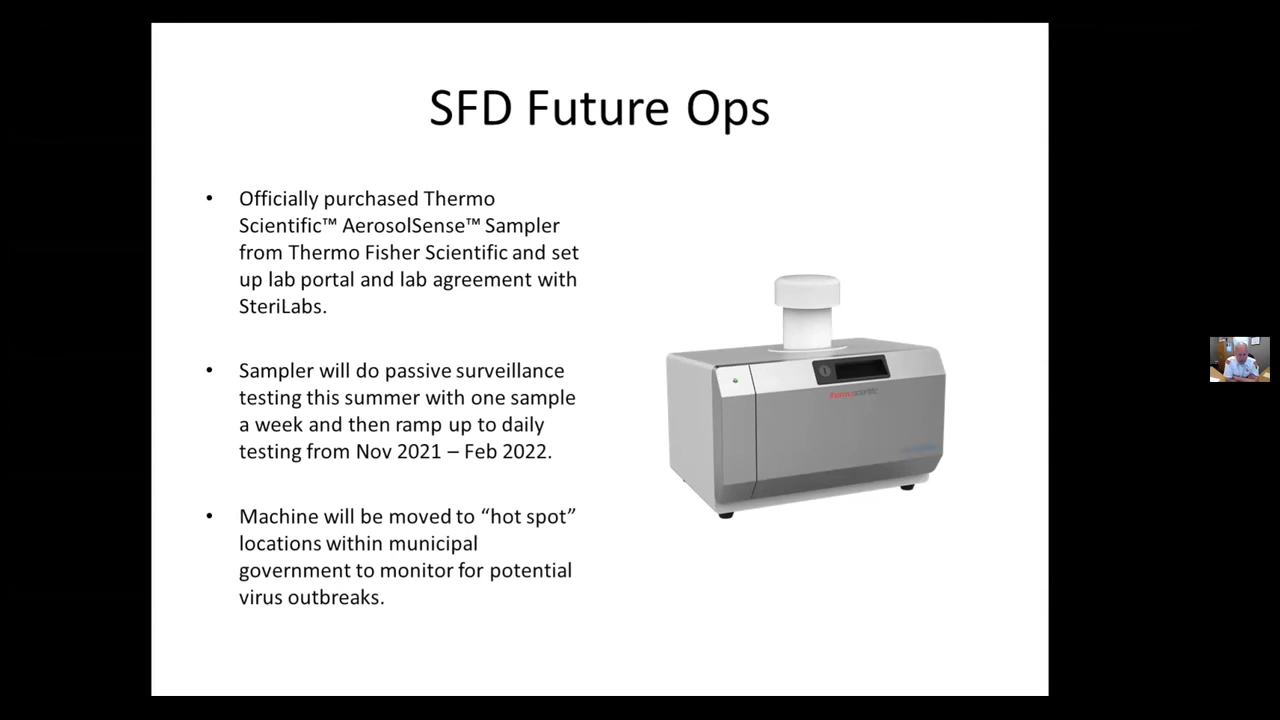 SFD Future Ops
• Officially purchased Thermo
Scientific™ AerosolSense™ Sampler
from Thermo Fisher Scientific and set
up lab portal and lab agreement with
SteriLabs.
• Sampler will do passive surveillance
testing this summer with one sample
a week and then ramp up to daily
testing from Nov 2021 – Feb 2022.
• Machine will be moved to “hot spot”
locations within municipal
government to monitor for potential
virus outbreaks.
thermoscientific